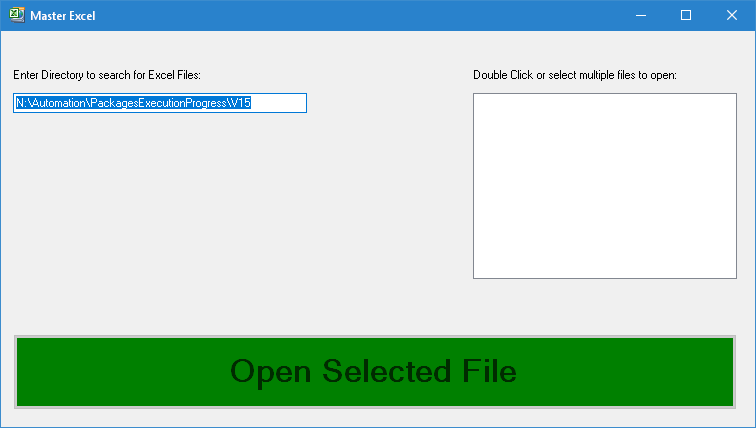 Master Excel
Enter Directory to search for Excel Files:
Double Click or select multiple files to open:
N:\Automation\PackagesExecutionProgress\V15
Open Selected File